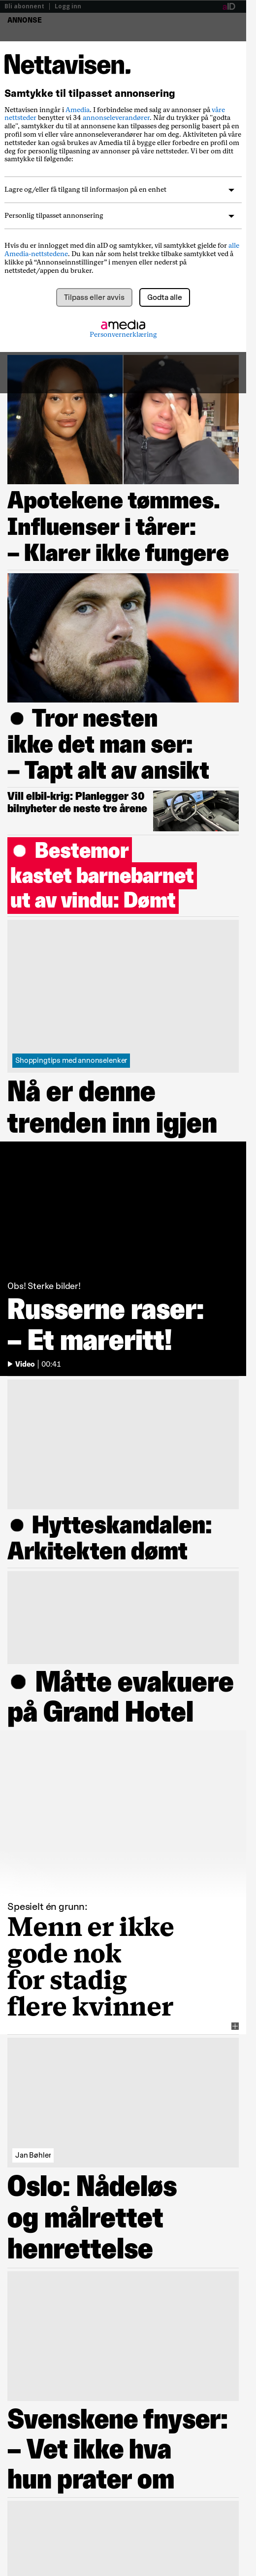 Bli abonnent | Logg inn
aID
ANNONSE
Nettavisen.
Samtykke til tilpasset annonsering
Nettavisen inngår i Amedia. I forbindelse med salg av annonser på våre
nettsteder benytter vi 34 annonseleverandører. Når du trykker på "godta
alle", samtykker du til at annonsene kan tilpasses deg personlig basert på en
profil som vi eller våre annonseleverandører har om deg. Aktiviteten på våre
nettsteder kan også brukes av Amedia til å bygge eller forbedre en profil om
deg for personlig tilpasning av annonser på våre nettsteder. Vi ber om ditt
samtykke til følgende:
Lagre og/eller få tilgang til informasjon på en enhet
Personlig tilpasset annonsering
Hvis du er innlogget med din aID og samtykker, vil samtykket gjelde for alle
Amedia-nettstedene. Du kan når som helst trekke tilbake samtykket ved å
klikke på “Annonseinnstillinger” i menyen eller nederst på
nettstedet/appen du bruker.
Tilpass eller avvis
Godta alle
amedia
Personvernerklæring
Apotekene tømmes.
Influenser i tårer:
– Klarer ikke fungere
Tror nesten
ikke det man ser:
– Tapt alt av ansikt
Vill elbil-krig: Planlegger 30
bilnyheter de neste tre årene
Bestemor
kastet barnebarnet
ut av vindu: Dømt
Shoppingtips med annonselenker
Nå er denne
trenden inn igjen
Obs! Sterke bilder!
Russerne raser:
– Et mareritt!
Video | 00:41
Hytteskandalen:
Arkitekten dømt
Måtte evakuere
på Grand Hotel
Spesielt én grunn:
Menn er ikke
gode nok
for stadig
flere kvinner
Jan Bøhler
Oslo: Nådeløs
og målrettet
henrettelse
Svenskene fnyser:
– Vet ikke hva
hun prater om